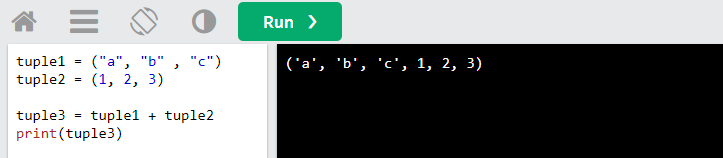 Run ❯
tuple1 = ("a", "b" , "c")
tuple2 = (1, 2, 3)
tuple3 = tuple1 + tuple2
print(tuple3)
('a', 'b', 'c', 1, 2, 3)